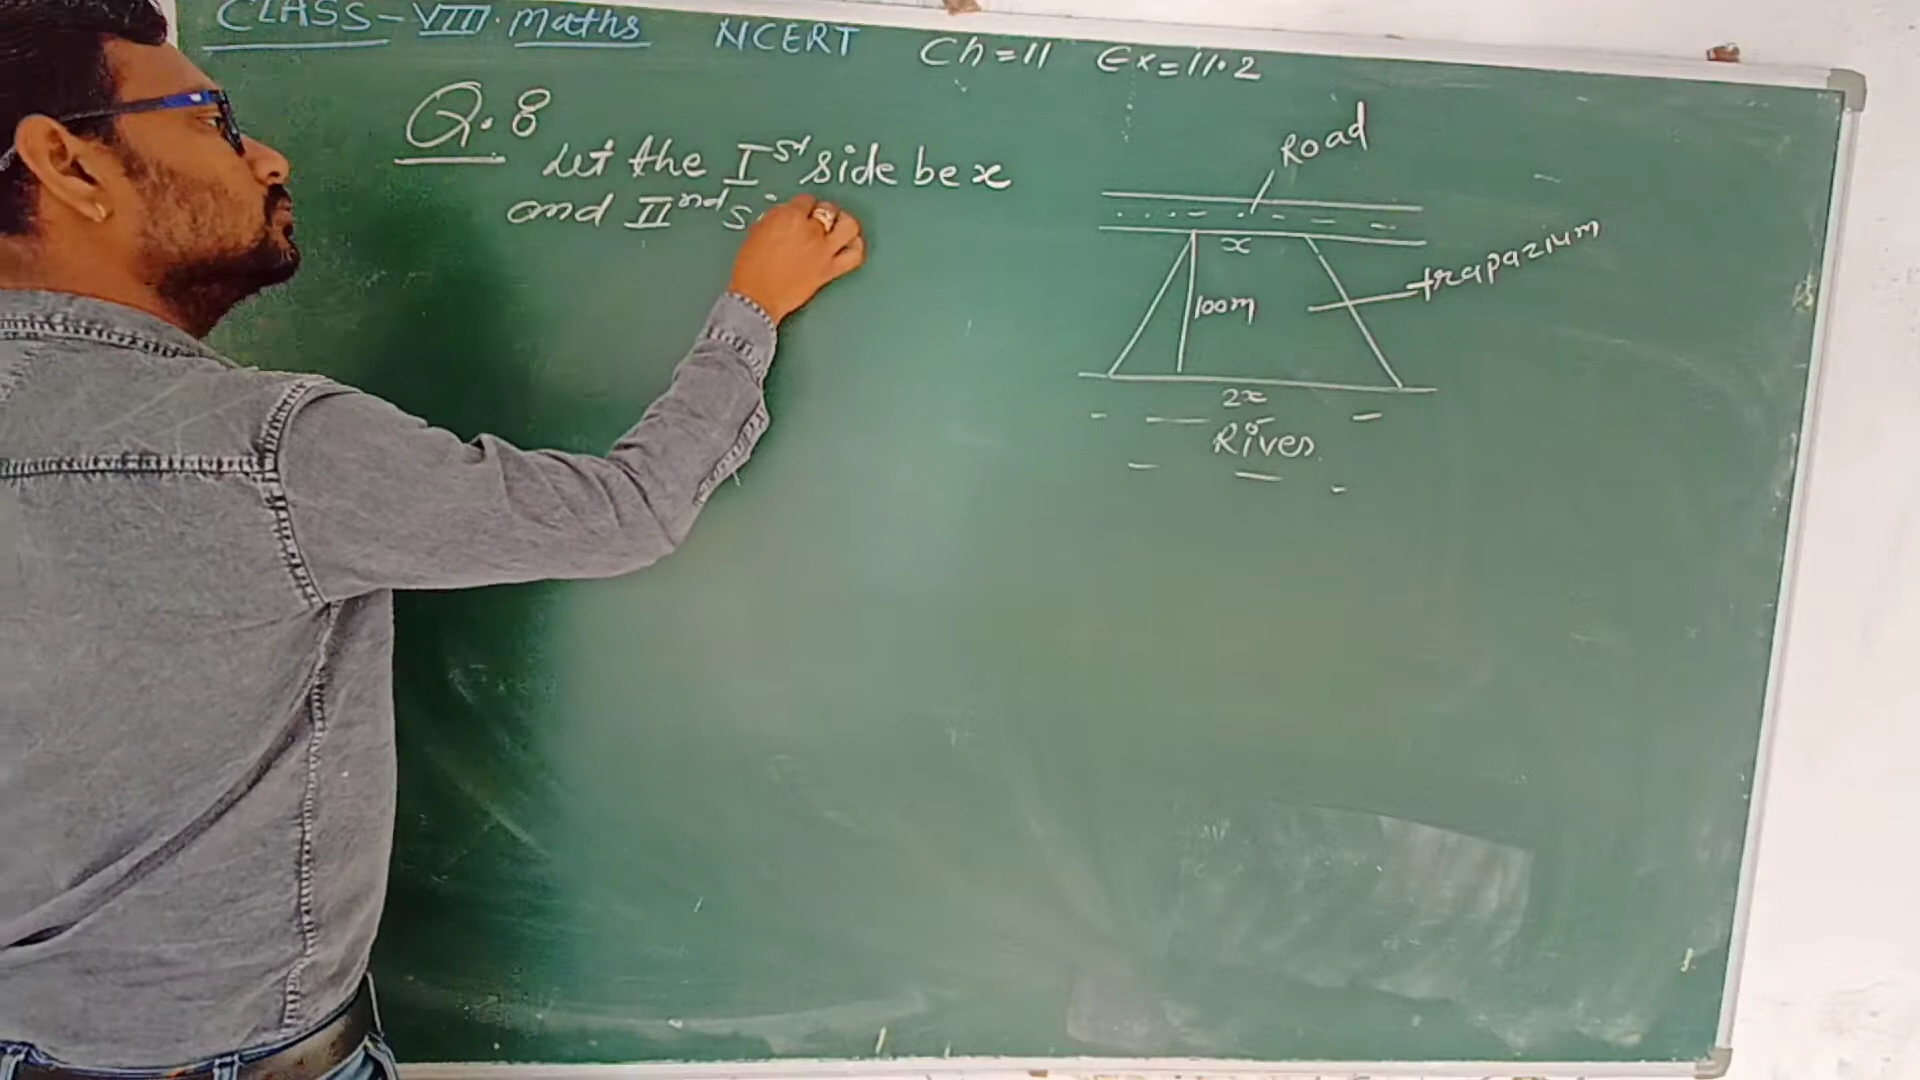 CLASS-VIII. Maths NCERT Ch=11 Ex=11.2
Q.8
Let the Ist side be x
and IInd si
Road
x
100m
trapazium
2x
River